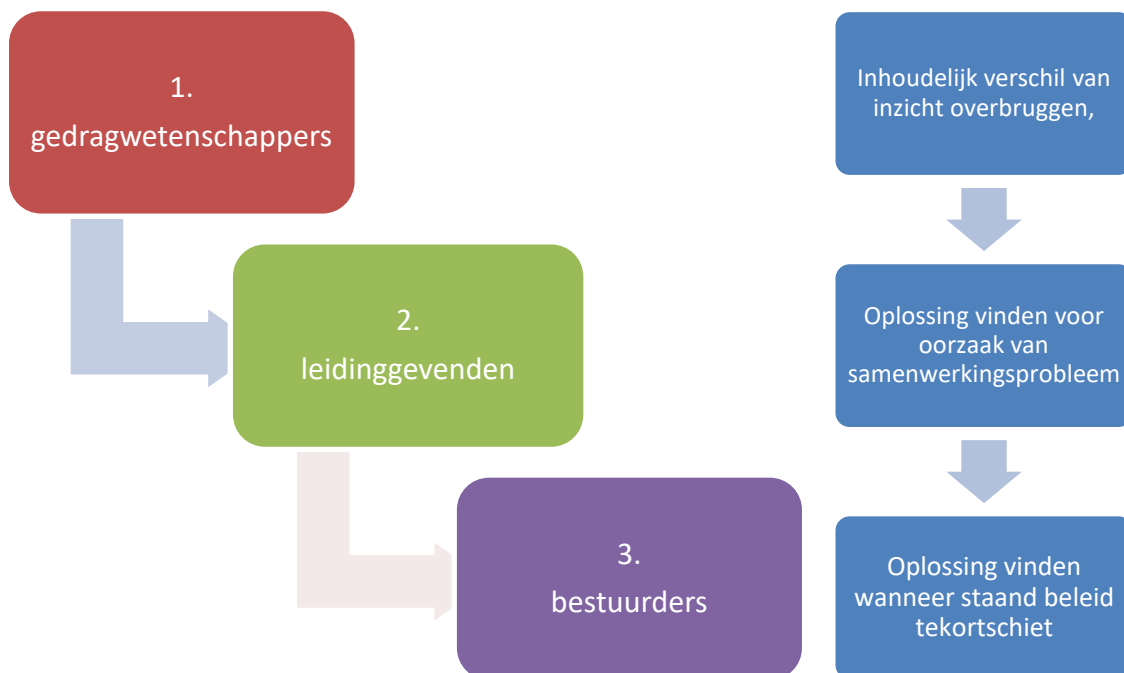 1.
gedragwetenschappers
2.
leidinggevenden
3.
bestuurders
Inhoudelijk verschil van
inzicht overbruggen,
Oplossing vinden voor
oorzaak van
samenwerkingsprobleem
Oplossing vinden
wanneer staand beleid
tekortschiet